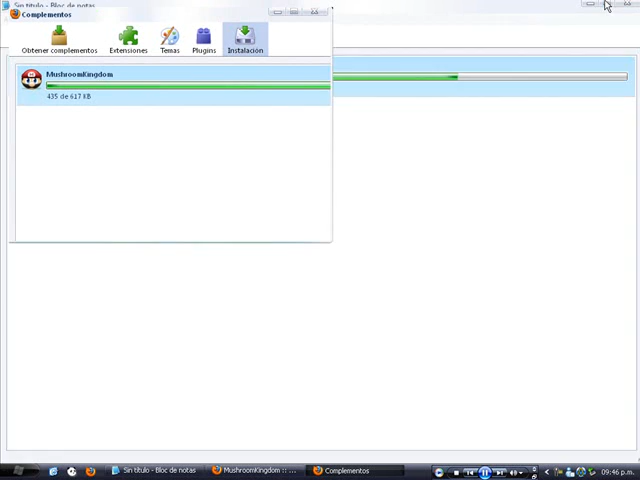 Sin título - Bloc de notas
Complementos
Obtener complementos
Extensiones
Temas
Plugins
Instalación
MushroomKingdom
435 de 617 KB
Sin título - Bloc de notas
MushroomKingdom :: ...
Complementos
09:46 p.m.